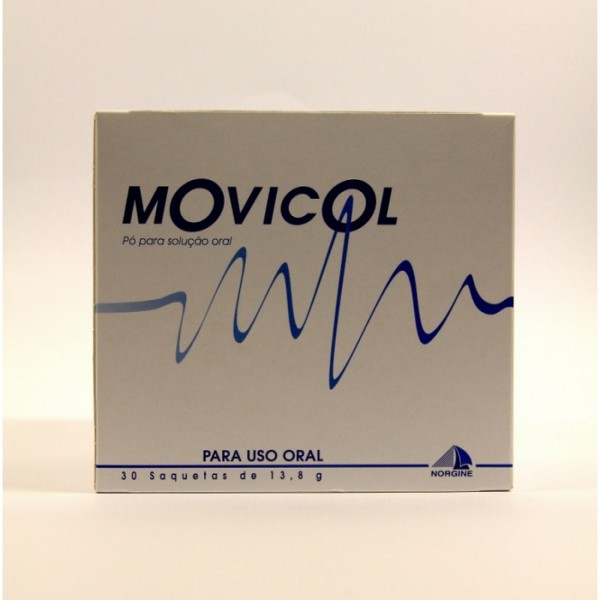 MOVICOL
Pó para solução oral
PARA USO ORAL
30 Saquetas de 13,8 g
NORGINE